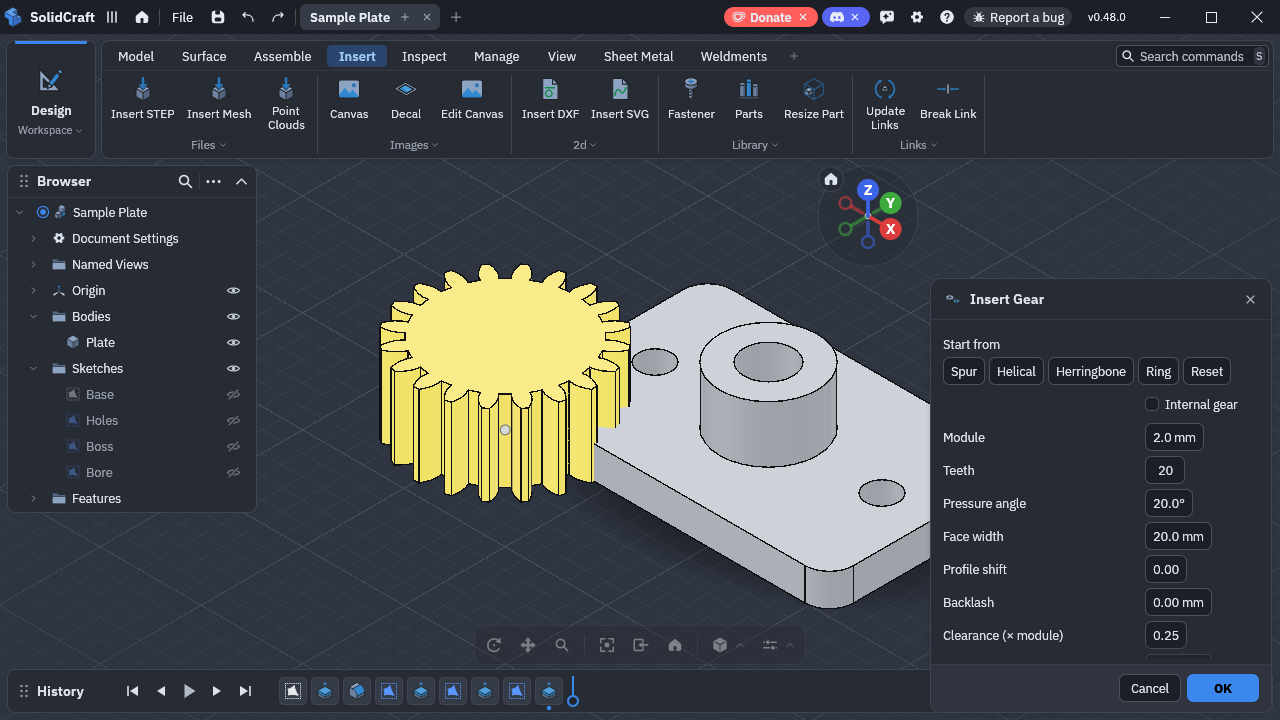 SolidCraft
File
Sample Plate
Donate
Report a bug
v0.48.0
Design
Workspace
Model
Surface
Assemble
Insert
Inspect
Manage
View
Sheet Metal
Weldments
Search commands
S
Insert STEP
Insert Mesh
Point Clouds
Files
Canvas
Decal
Edit Canvas
Images
Insert DXF
Insert SVG
2d
Fastener
Parts
Resize Part
Library
Update Links
Break Link
Links
Browser
Sample Plate
Document Settings
Named Views
Origin
Bodies
Plate
Sketches
Base
Holes
Boss
Bore
Features
Z
Y
X
Insert Gear
Start from
Spur
Helical
Herringbone
Ring
Reset
Internal gear
Module 2.0 mm
Teeth 20
Pressure angle 20.0°
Face width 20.0 mm
Profile shift 0.00
Backlash 0.00 mm
Clearance (× module) 0.25
Cancel
OK
History